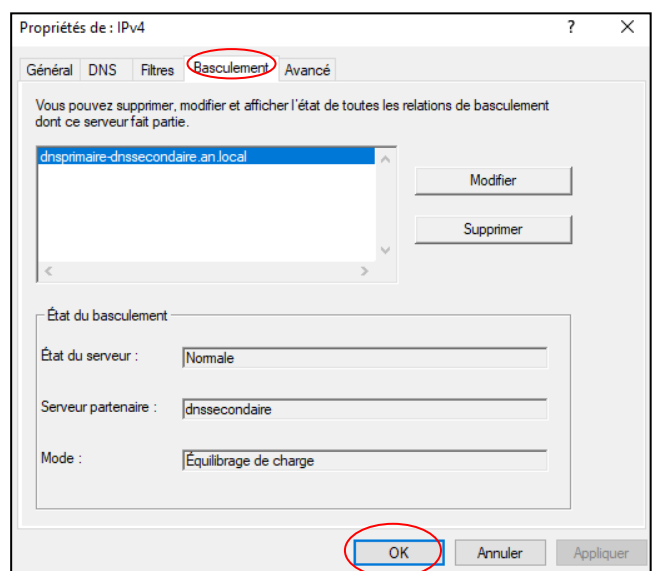 Propriétés de : IPv4 ? ×
Général DNS Filtres Basculement Avancé
Vous pouvez supprimer, modifier et afficher l'état de toutes les relations de basculement
dont ce serveur fait partie.
dnsprimaire-dnssecondaire.an.local
Modifier
Supprimer
État du basculement
État du serveur : Normale
Serveur partenaire : dnssecondaire
Mode : Équilibrage de charge
OK Annuler Appliquer